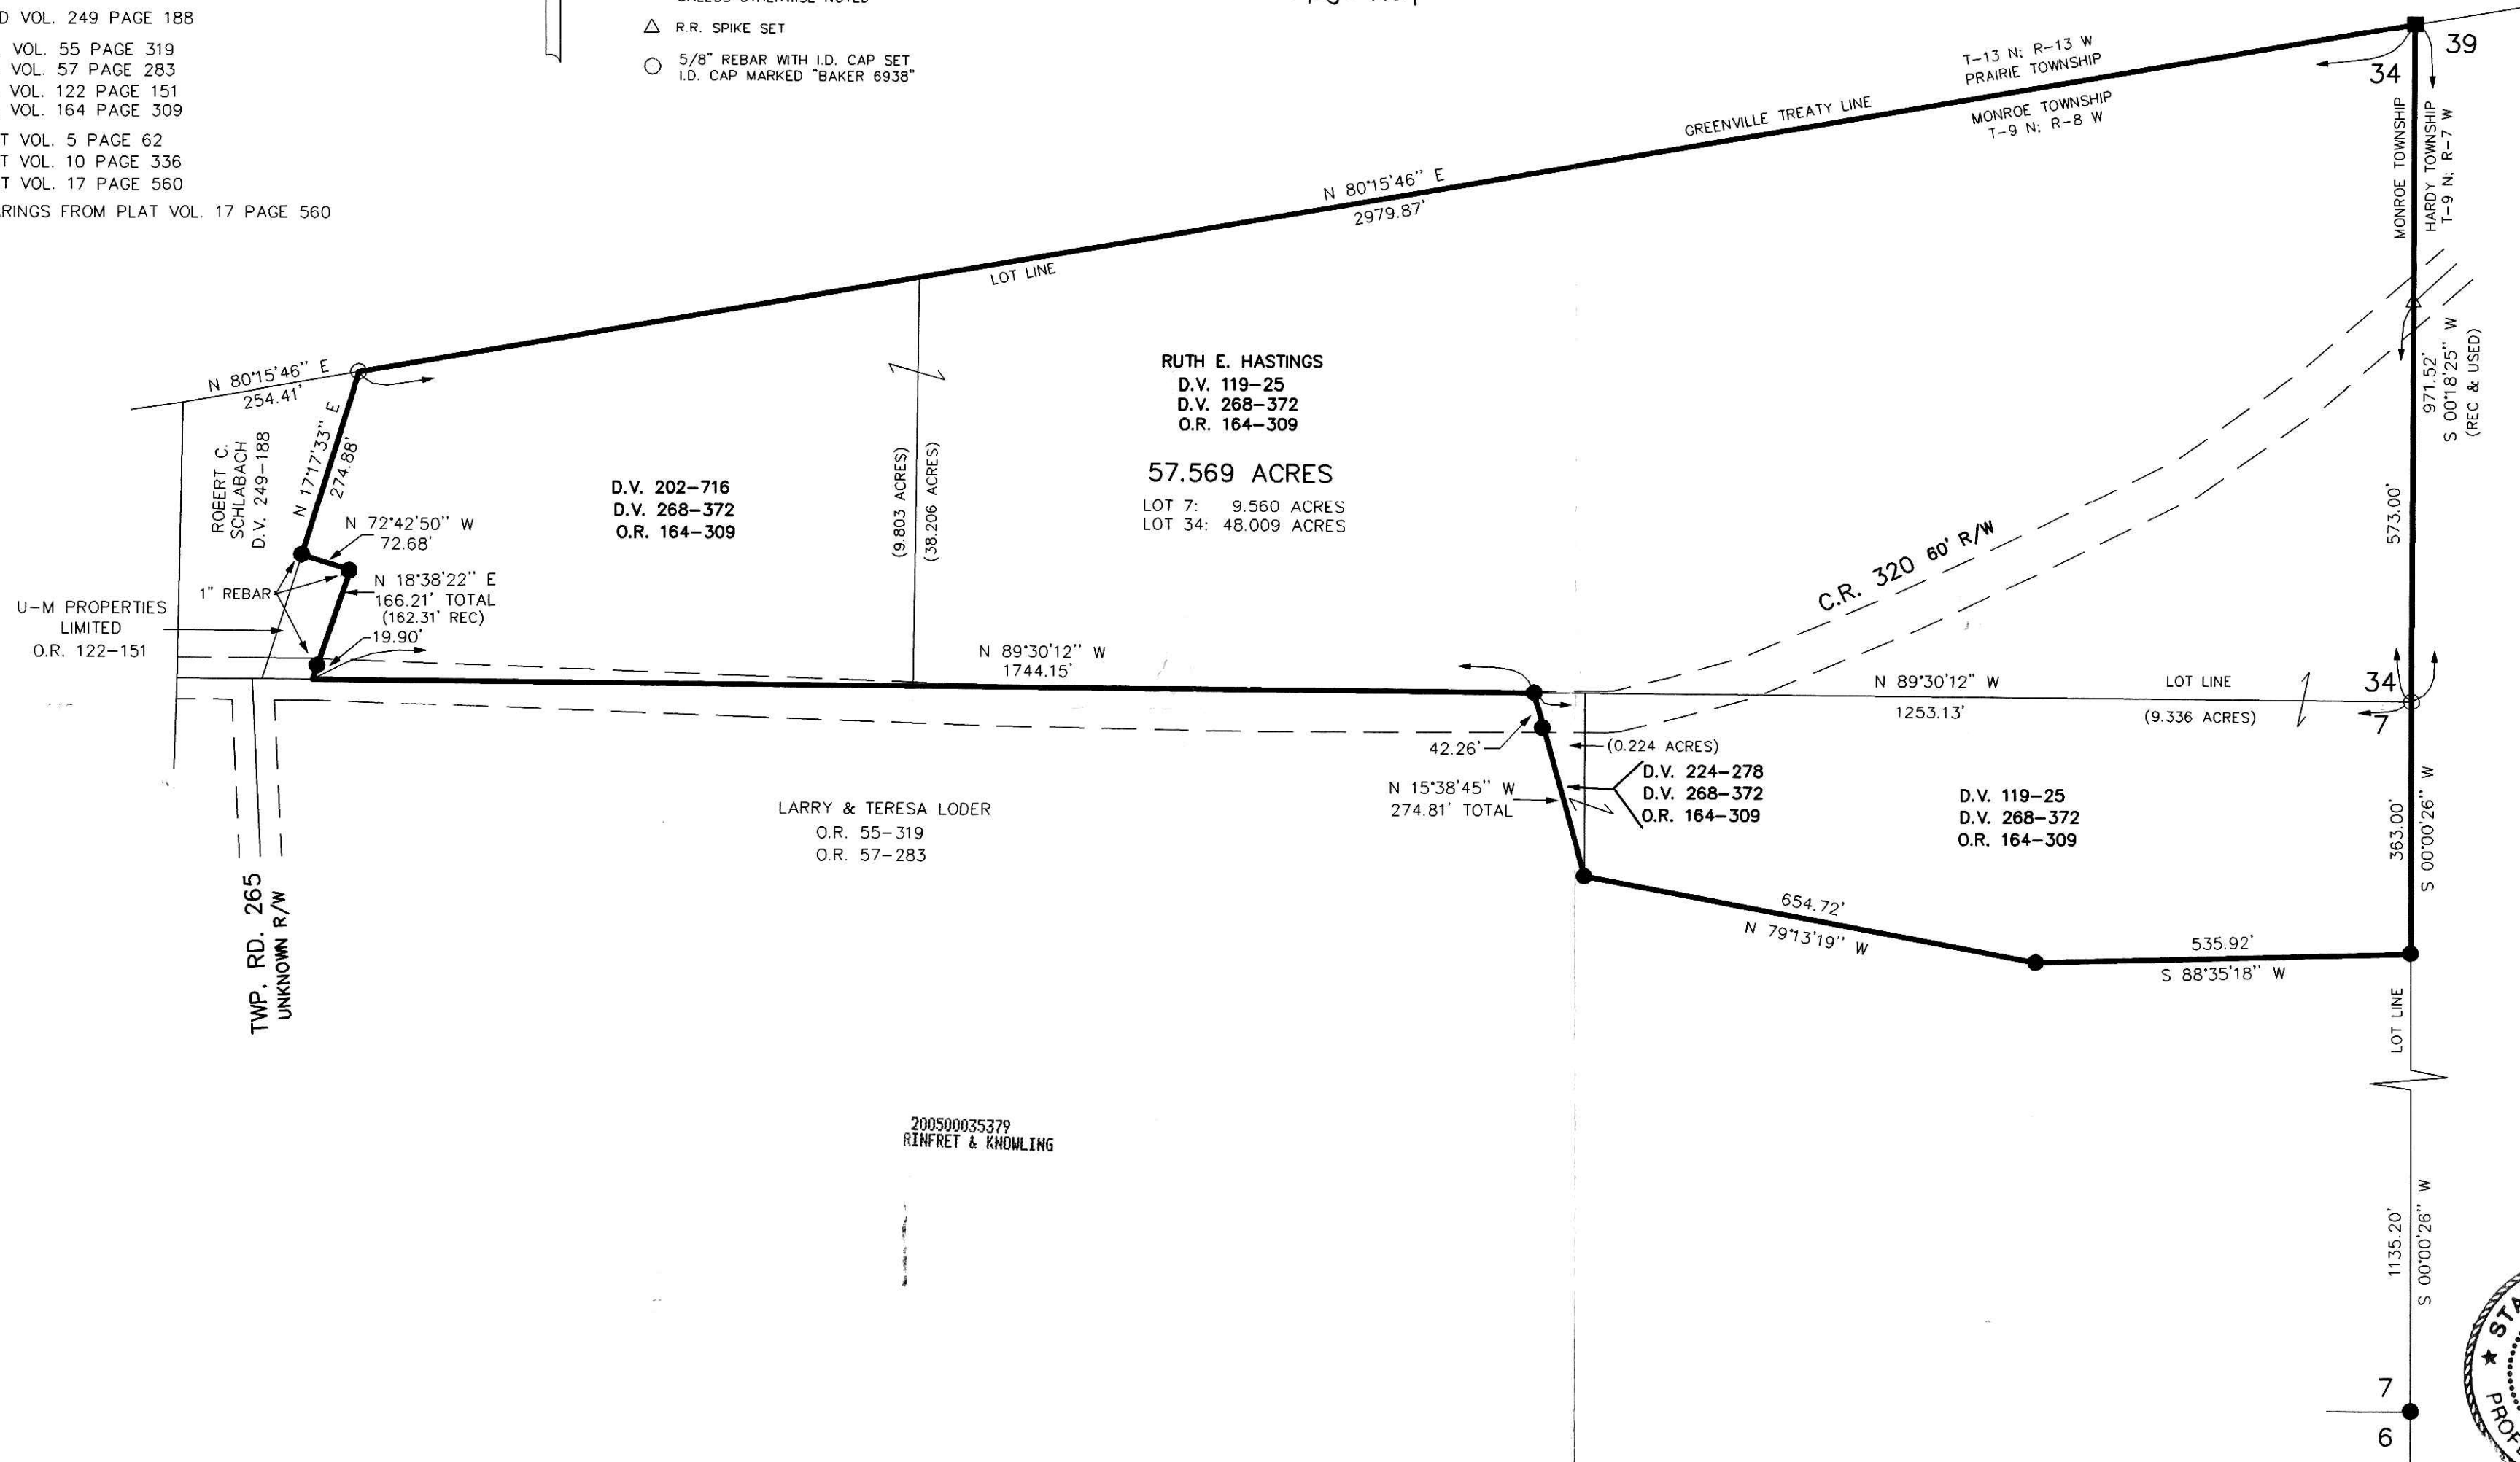 D VOL. 249 PAGE 188
VOL. 55 PAGE 319
VOL. 57 PAGE 283
VOL. 122 PAGE 151
VOL. 164 PAGE 309
T VOL. 5 PAGE 62
T VOL. 10 PAGE 336
T VOL. 17 PAGE 560
RINGS FROM PLAT VOL. 17 PAGE 560
UNLESS OTHERWISE NOTED
△ R.R. SPIKE SET
○ 5/8" REBAR WITH I.D. CAP SET
I.D. CAP MARKED "BAKER 6938"
T-13 N; R-13 W
PRAIRIE TOWNSHIP
GREENVILLE TREATY LINE
MONROE TOWNSHIP
T-9 N; R-8 W
39
34
MONROE TOWNSHIP
HARDY TOWNSHIP
T-9 N; R-7 W
N 80°15'46" E
2979.87'
LOT LINE
N 80°15'46" E
254.41'
ROBERT C.
SCHLABACH
D.V. 249-188
N 17°17'33" E
274.88'
N 72°42'50" W
72.68'
1" REBAR
N 18°38'22" E
166.21' TOTAL
(162.31' REC)
19.90'
U-M PROPERTIES
LIMITED
O.R. 122-151
D.V. 202-716
D.V. 268-372
O.R. 164-309
(9.803 ACRES)
(38.206 ACRES)
RUTH E. HASTINGS
D.V. 119-25
D.V. 268-372
O.R. 164-309
57.569 ACRES
LOT 7: 9.560 ACRES
LOT 34: 48.009 ACRES
C.R. 320 60' R/W
971.52'
S 00°18'25" W
(REC & USED)
573.00'
N 89°30'12" W
1744.15'
N 89°30'12" W
LOT LINE
1253.13'
(9.336 ACRES)
34
7
42.26'
(0.224 ACRES)
N 15°38'45" W
274.81' TOTAL
D.V. 224-278
D.V. 268-372
O.R. 164-309
D.V. 119-25
D.V. 268-372
O.R. 164-309
363.00'
S 00°00'26" W
LARRY & TERESA LODER
O.R. 55-319
O.R. 57-283
TWP. RD. 265
UNKNOWN R/W
654.72'
N 79°13'19" W
535.92'
S 88°35'18" W
LOT LINE
200500035379
RINFRET & KNOWLING
1135.20'
S 00°00'26" W
7
6
★ STA
PROFE